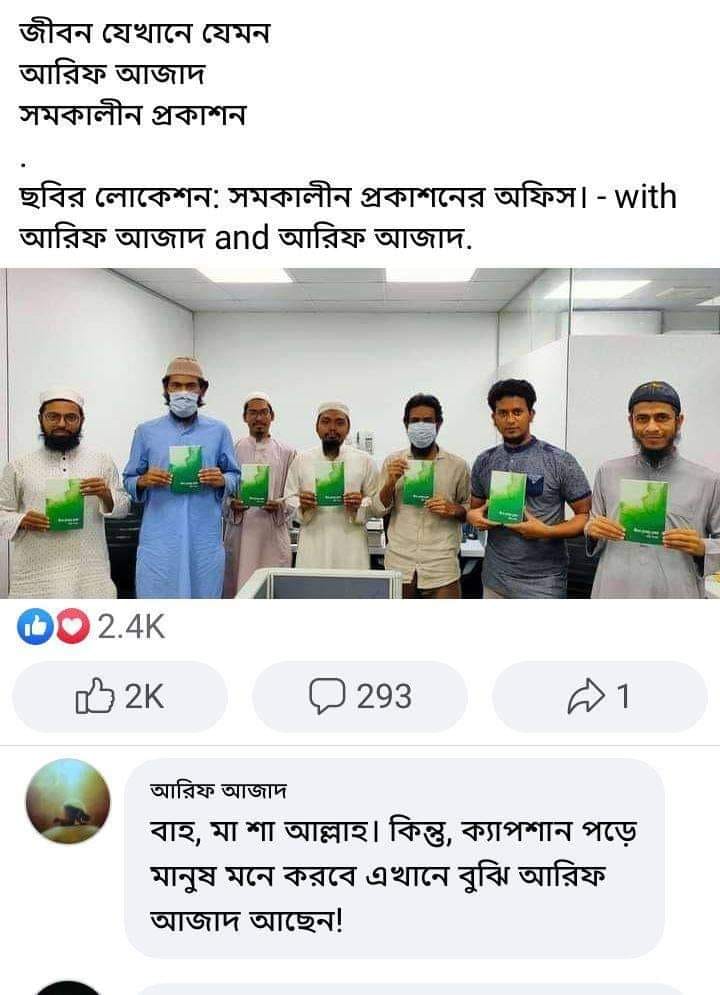 জীবন যেখানে যেমন
আরিফ আজাদ
সমকালীন প্রকাশন
.
ছবির লোকেশন: সমকালীন প্রকাশনের অফিস। - with
আরিফ আজাদ and আরিফ আজাদ.
2.4K
2K
293
1
আরিফ আজাদ
বাহ, মা শা আল্লাহ। কিন্তু, ক্যাপশান পড়ে
মানুষ মনে করবে এখানে বুঝি আরিফ
আজাদ আছেন!